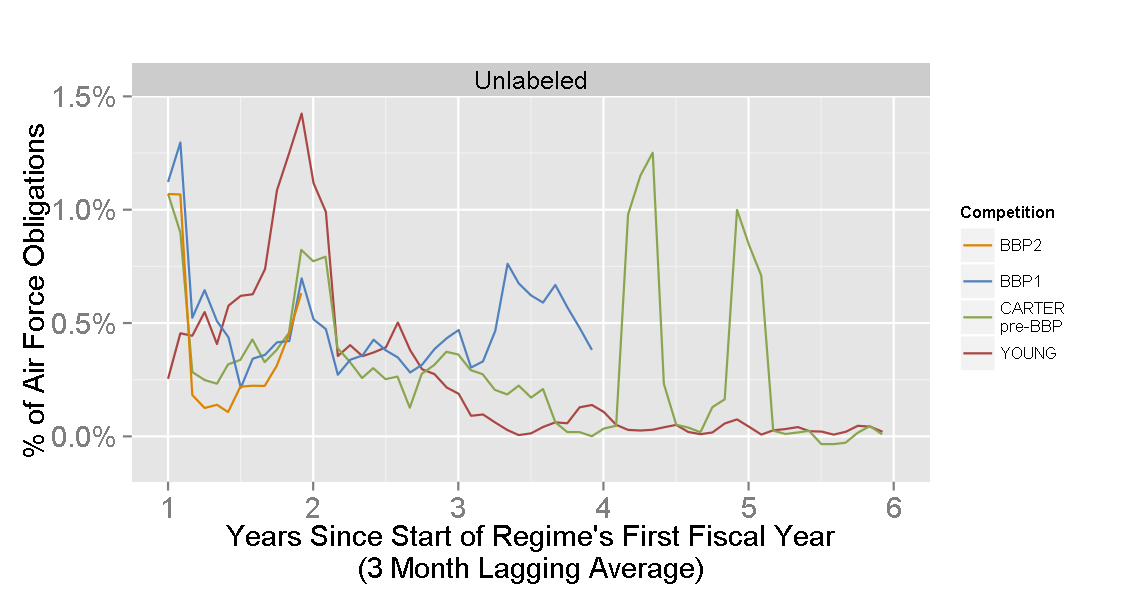 Unlabeled
% of Air Force Obligations
1.5%
1.0%
0.5%
0.0%
1 2 3 4 5 6
Years Since Start of Regime's First Fiscal Year
(3 Month Lagging Average)
Competition
BBP2
BBP1
CARTER
pre-BBP
YOUNG